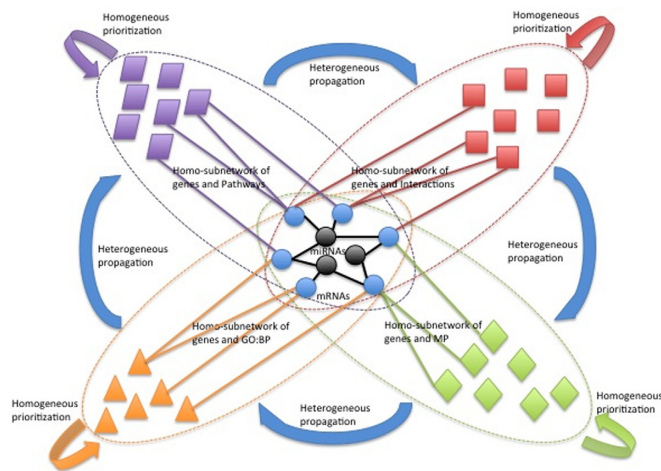 Homogeneous
prioritization
Homogeneous
prioritization
Heterogeneous
propagation
Homo-subnetwork of
genes and Pathways
Homo-subnetwork of
genes and Interactions
Heterogeneous
propagation
Heterogeneous
propagation
miRNAs
mRNAs
Homo-subnetwork of
genes and GO:BP
Homo-subnetwork of
genes and MP
Homogeneous
prioritization
Heterogeneous
propagation
Homogeneous
prioritization